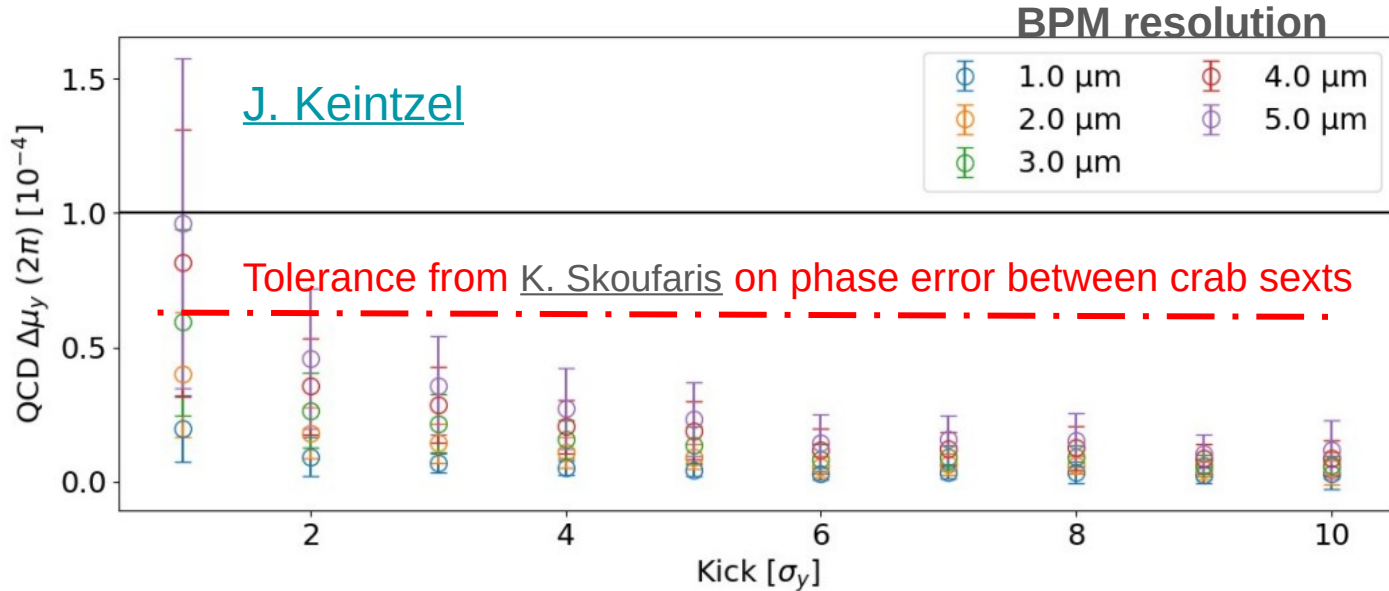 BPM resolution
1.0 μm
2.0 μm
3.0 μm
4.0 μm
5.0 μm
J. Keintzel
Tolerance from K. Skoufaris on phase error between crab sexts
QCD Δμ_y (2π) [10⁻⁴]
1.5
1.0
0.5
0.0
2
4
6
8
10
Kick [σ_y]